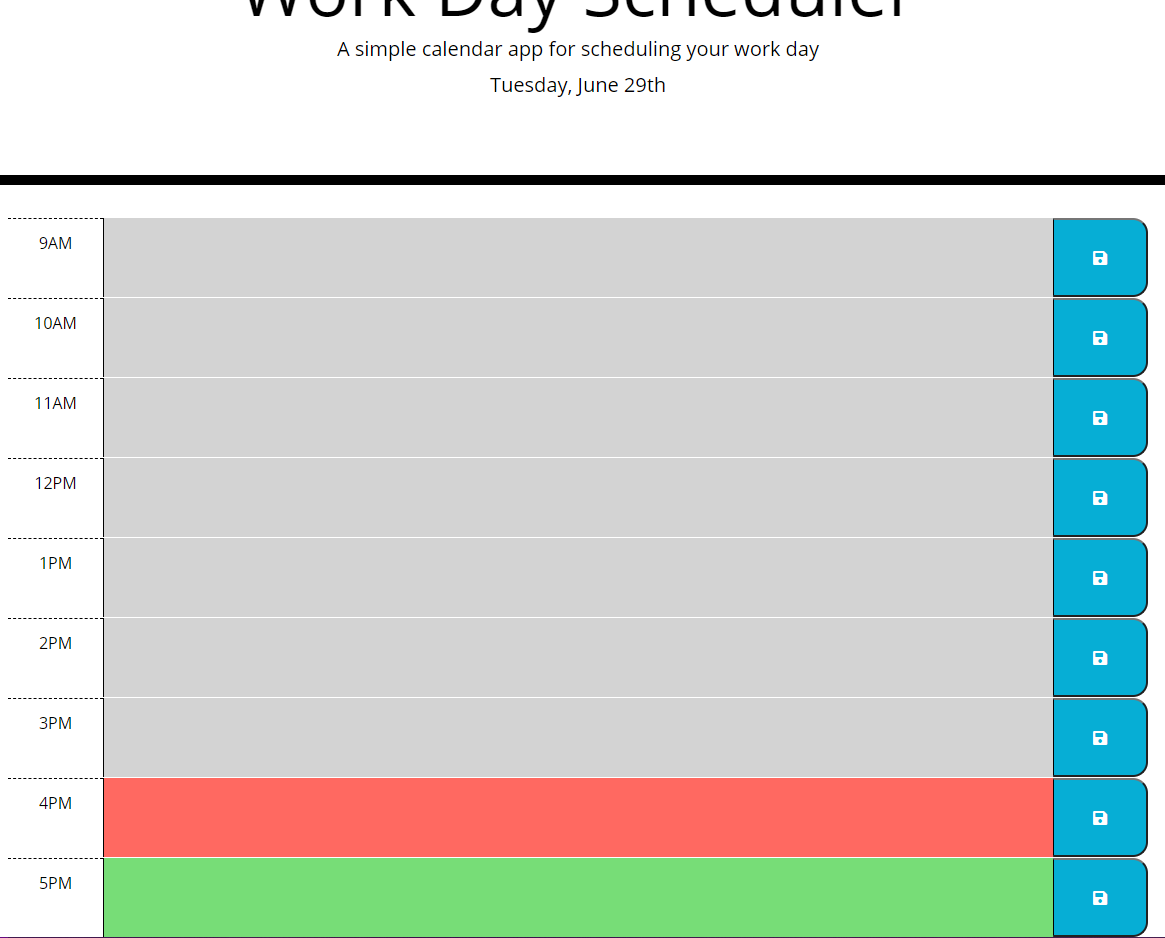 Work Day Scheduler
A simple calendar app for scheduling your work day
Tuesday, June 29th
9AM
10AM
11AM
12PM
1PM
2PM
3PM
4PM
5PM